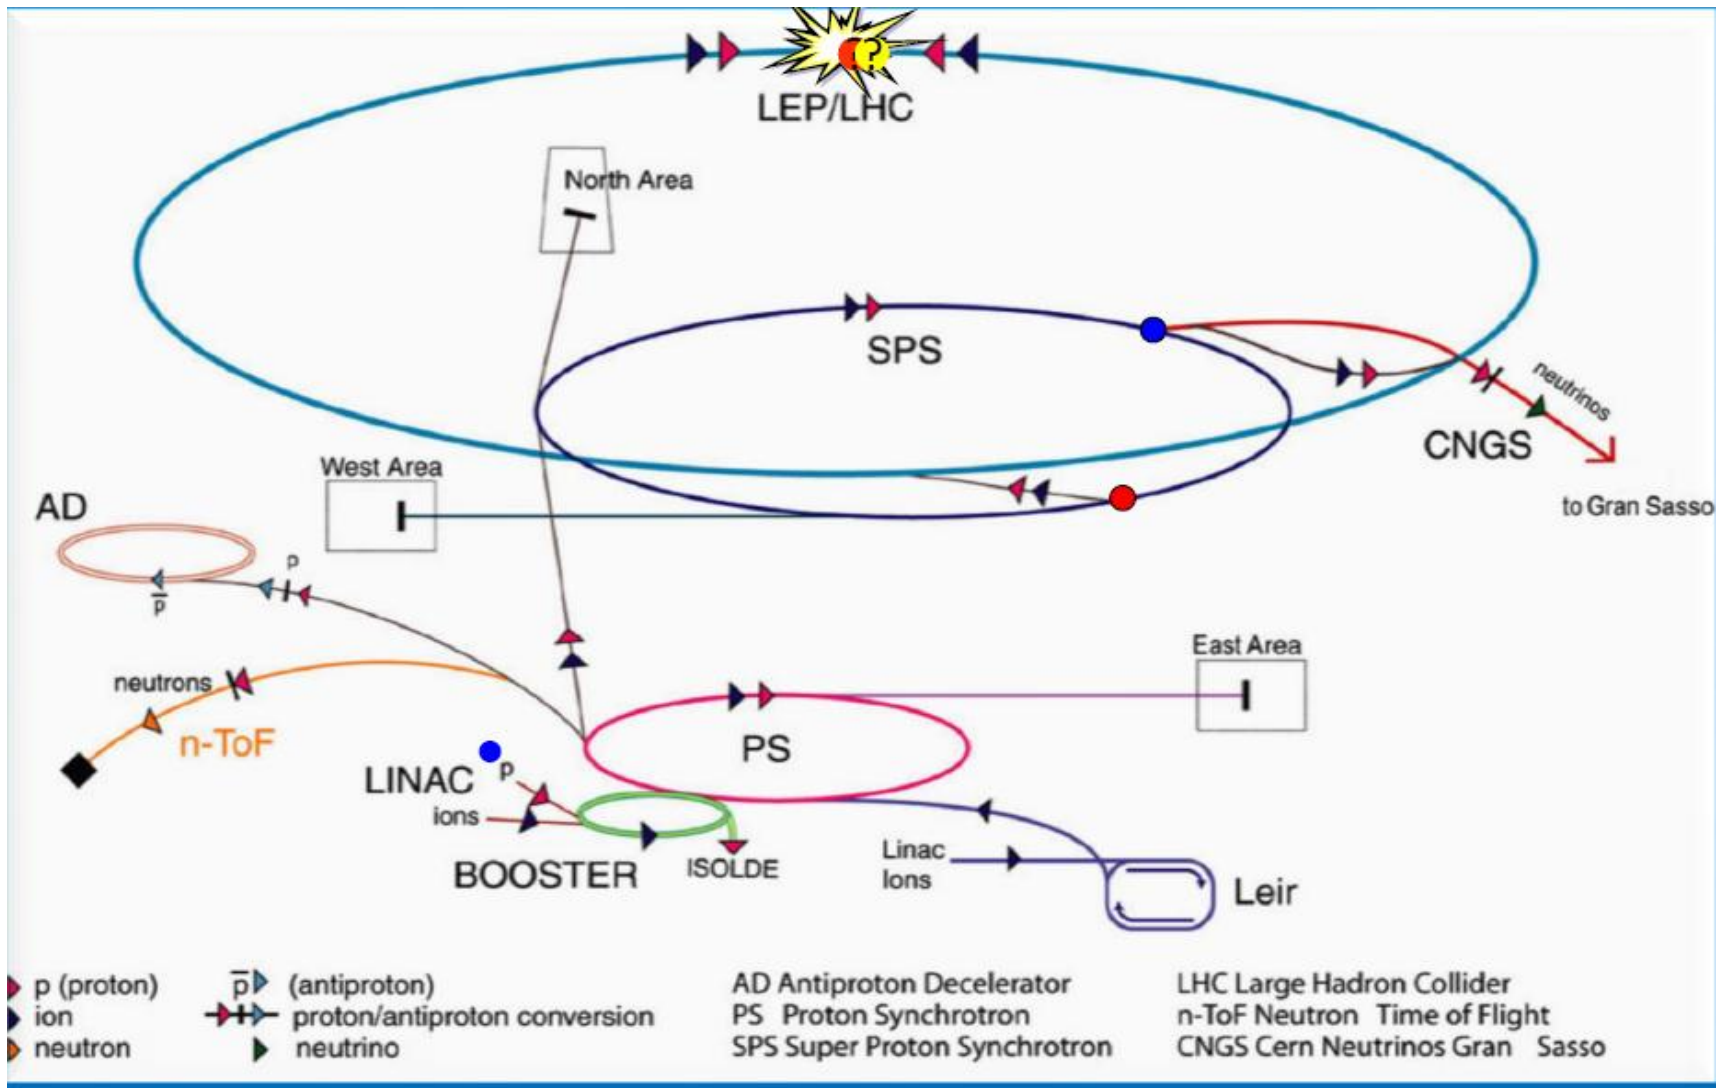 ?
LEP/LHC
North Area
SPS
neutrinos
CNGS
West Area
to Gran Sasso
AD
p
p̅
East Area
neutrons
n-ToF
PS
LINAC
p
ions
Linac
Ions
BOOSTER
ISOLDE
Leir
p (proton)
ion
neutron
p̅ (antiproton)
proton/antiproton conversion
neutrino
AD Antiproton Decelerator
PS Proton Synchrotron
SPS Super Proton Synchrotron
LHC Large Hadron Collider
n-ToF Neutron Time of Flight
CNGS Cern Neutrinos Gran Sasso